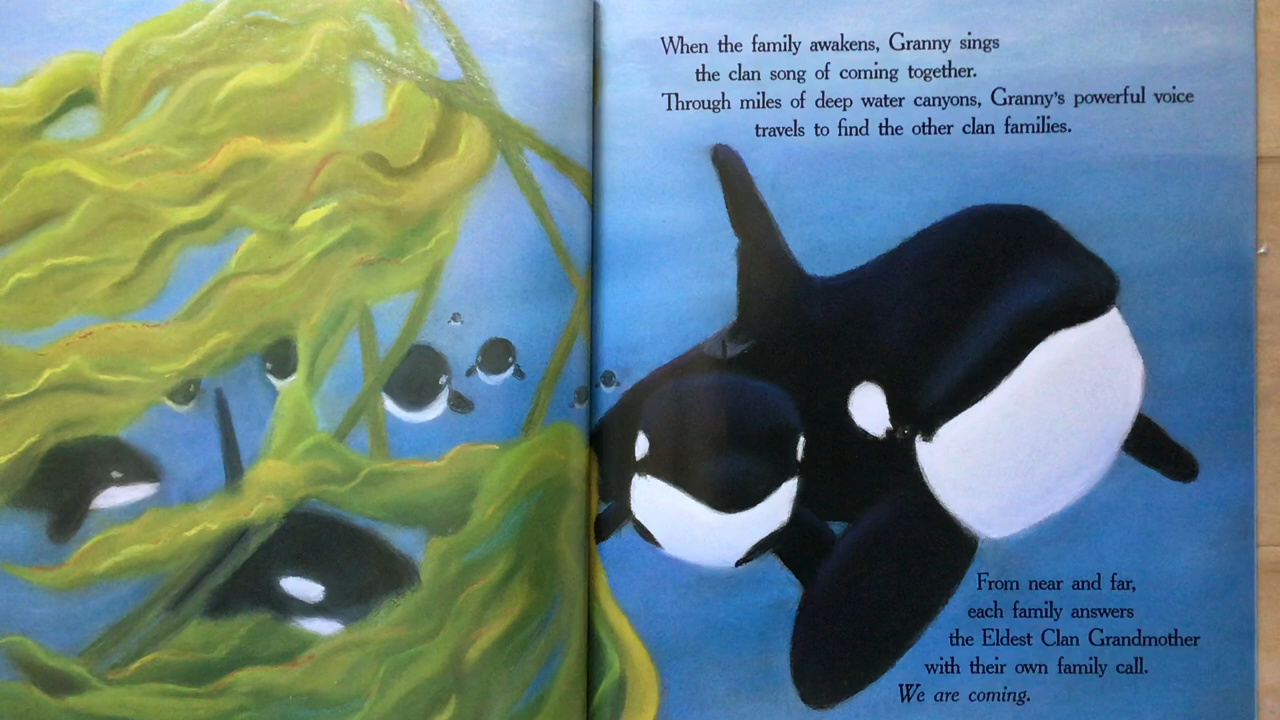 When the family awakens, Granny sings
the clan song of coming together.
Through miles of deep water canyons, Granny's powerful voice
travels to find the other clan families.
From near and far,
each family answers
the Eldest Clan Grandmother
with their own family call.
We are coming.